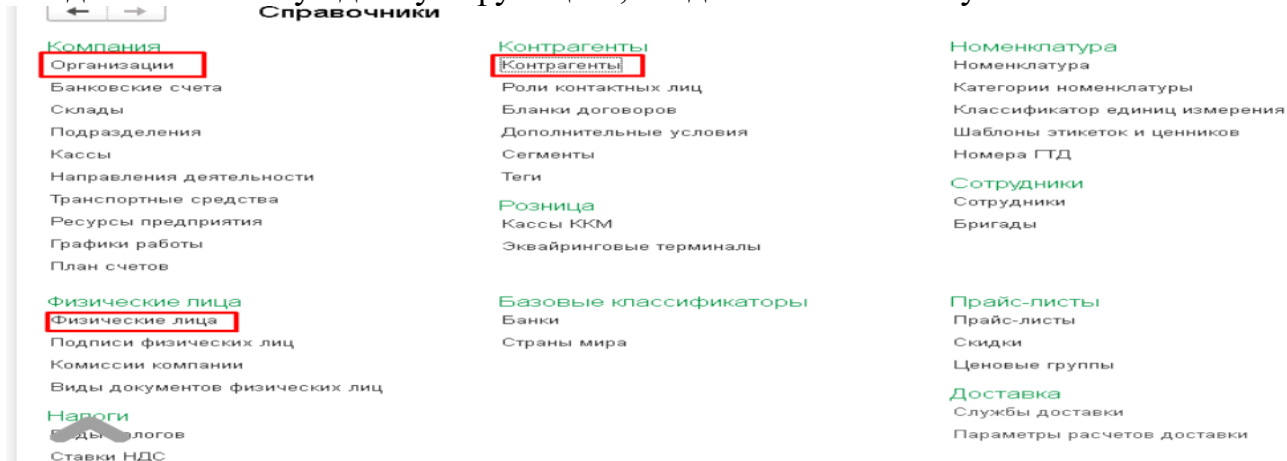 Справочники
Компания
Организации
Банковские счета
Склады
Подразделения
Кассы
Направления деятельности
Транспортные средства
Ресурсы предприятия
Графики работы
План счетов
Контрагенты
Контрагенты
Роли контактных лиц
Бланки договоров
Дополнительные условия
Сегменты
Теги
Розница
Кассы ККМ
Эквайринговые терминалы
Номенклатура
Номенклатура
Категории номенклатуры
Классификатор единиц измерения
Шаблоны этикеток и ценников
Номера ГТД
Сотрудники
Сотрудники
Бригады
Физические лица
Физические лица
Подписи физических лиц
Комиссии компании
Виды документов физических лиц
Налоги
Виды налогов
Ставки НДС
Базовые классификаторы
Банки
Страны мира
Прайс-листы
Прайс-листы
Скидки
Ценовые группы
Доставка
Службы доставки
Параметры расчетов доставки